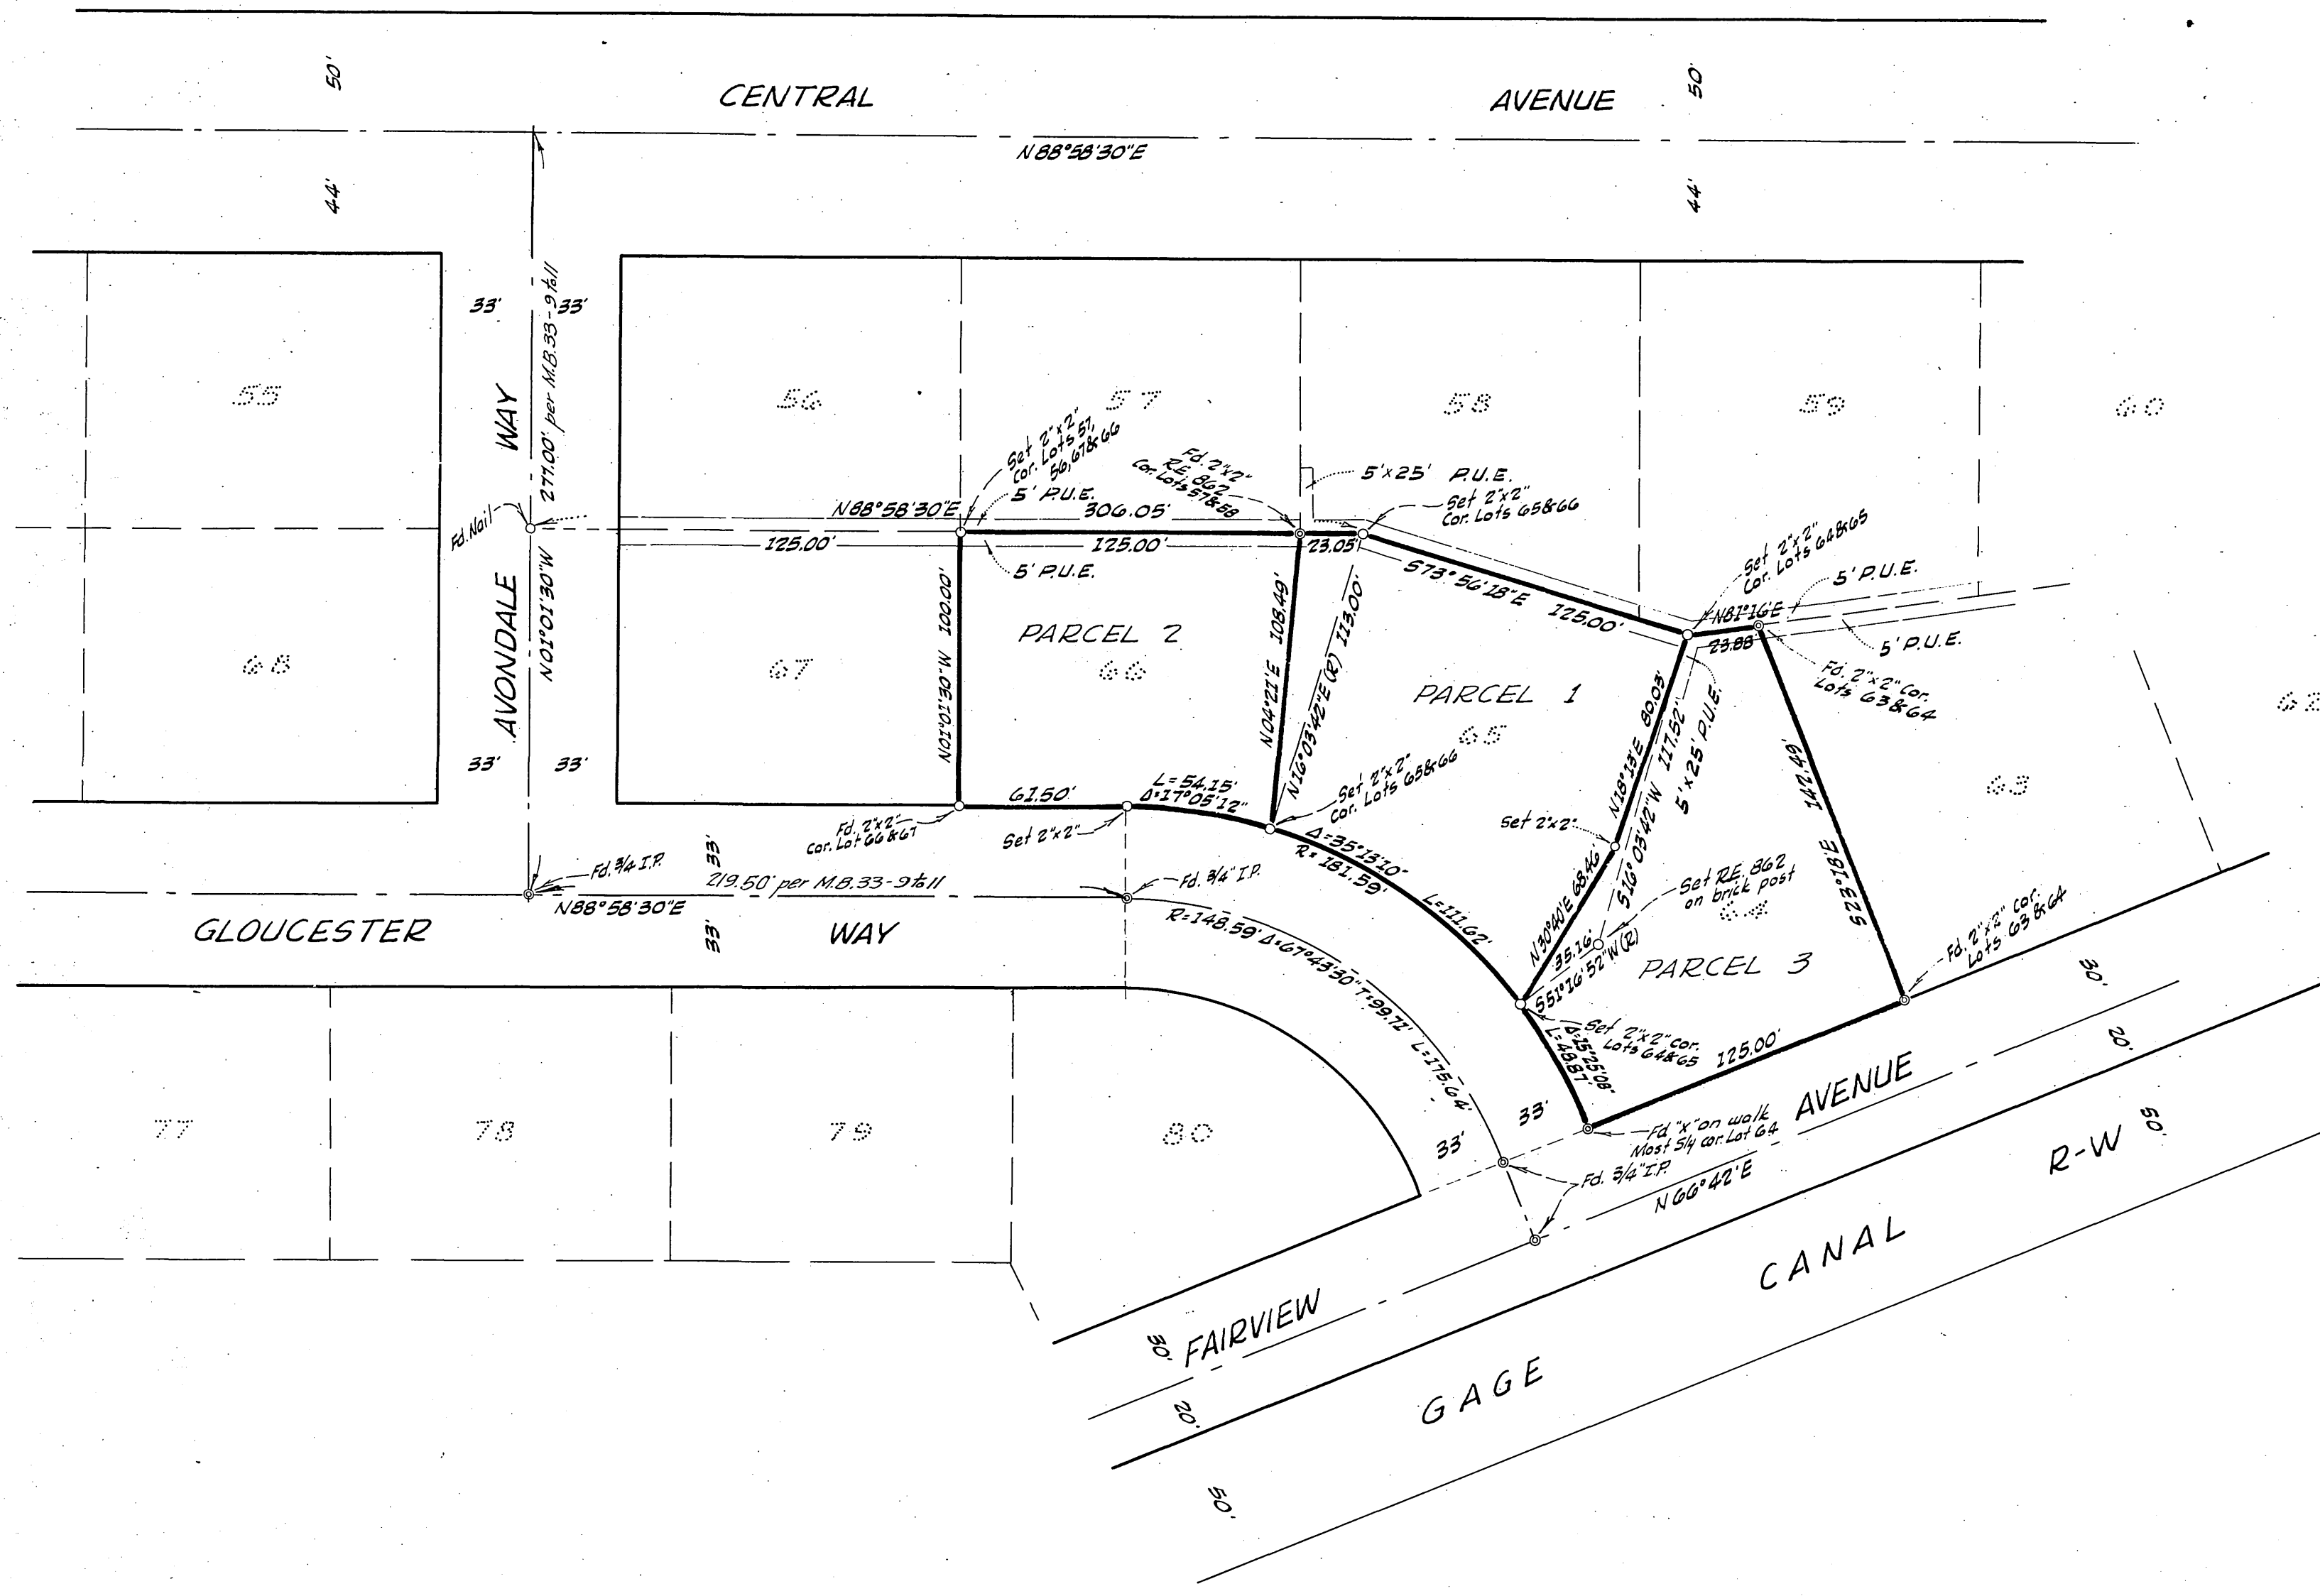 50'
50'
CENTRAL AVENUE
N 88°58'30"E
44'
44'
33' 33'
277.00' per M.B. 33-9 to 11
AVONDALE WAY
N01°01'30"W
55
56
57
58
59
60
Set 2"x2"
Cor. Lots 57,
56, 67 & 66
Fd. 2"x2"
R.E. 862
Cor. Lots 57 & 58
5'x25' P.U.E.
Set 2"x2"
Cor. Lots 65 & 66
Fd. Nail
N88°58'30"E
5' P.U.E.
306.05'
125.00'
125.00'
23.05'
5' P.U.E.
S73°56'18"E 125.00'
Set 2"x2"
Cor. Lots 64 & 65
5' P.U.E.
N81°16'E
23.88
5' P.U.E.
Fd. 2"x2" Cor.
Lots 63 & 64
N01°01'30"W 100.00'
PARCEL 2
N04°21'E 108.49'
N16°03'42"E (R) 113.00'
PARCEL 1
N18°13'E 80.03'
S16°03'42"W 117.52'
5'x25' P.U.E.
142.49'
S23°18'E
68
67
66
65
62
63
33' 33'
61.50'
L=54.15'
Δ=17°05'12"
Set 2"x2"
Cor. Lots 65 & 66
Fd. 2"x2"
Cor. Lot 66 & 67
Set 2"x2"
Set 2"x2"
Δ=35°13'10"
R=181.59'
L=111.62'
N30°40'E 68.46'
35.16'
S51°16'52"W (R)
Set R.E. 862
on brick post
64
PARCEL 3
Fd. 3/4 I.P.
33'
219.50' per M.B. 33-9 to 11
Fd. 3/4" I.P.
N88°58'30"E
GLOUCESTER WAY
33'
R=148.59' Δ=67°43'30" T=99.71' L=175.64'
Fd. 2"x2" cor.
Lots 63 & 64
Set 2"x2" cor.
Lots 64 & 65
Δ=15°25'08"
L=48.87'
125.00'
30'
20'
50'
77
78
79
80
33'
33'
Fd "x" on walk
Most S'ly cor. Lot 64
Fd. 3/4" I.P.
N 66°42'E
FAIRVIEW AVENUE
30'
20'
50'
GAGE CANAL R-W